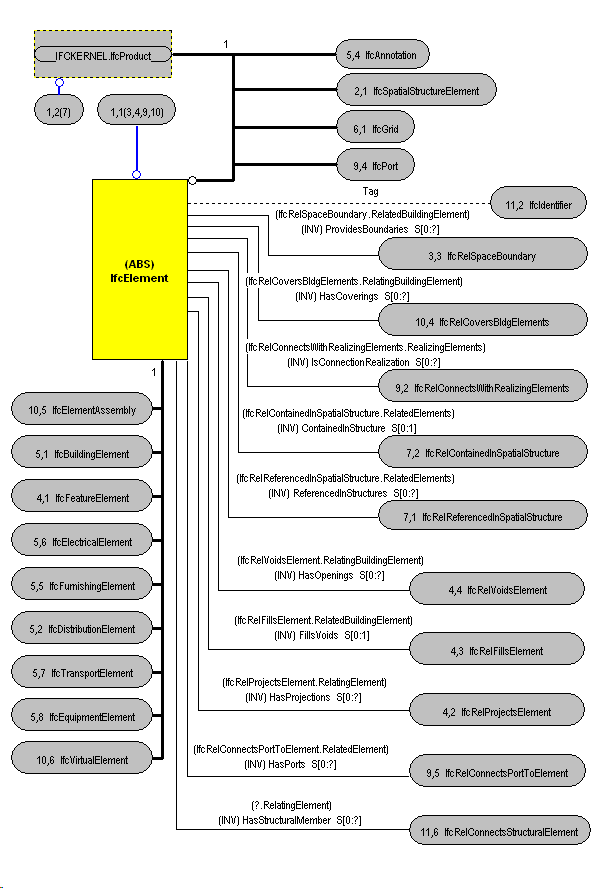 IFCKERNEL.IfcProduct
1
5,4 IfcAnnotation
2,1 IfcSpatialStructureElement
1,2(7)
1,1(3,4,9,10)
6,1 IfcGrid
9,4 IfcPort
Tag
11,2 IfcIdentifier
(ABS)
IfcElement
(IfcRelSpaceBoundary.RelatedBuildingElement)
(INV) ProvidesBoundaries S[0:?]
3,3 IfcRelSpaceBoundary
(IfcRelCoversBldgElements.RelatingBuildingElement)
(INV) HasCoverings S[0:?]
10,4 IfcRelCoversBldgElements
(IfcRelConnectsWithRealizingElements.RealizingElements)
(INV) IsConnectionRealization S[0:?]
9,2 IfcRelConnectsWithRealizingElements
(IfcRelContainedInSpatialStructure.RelatedElements)
(INV) ContainedInStructure S[0:1]
7,2 IfcRelContainedInSpatialStructure
(IfcRelReferencedInSpatialStructure.RelatedElements)
(INV) ReferencedInStructures S[0:?]
7,1 IfcRelReferencedInSpatialStructure
(IfcRelVoidsElement.RelatingBuildingElement)
(INV) HasOpenings S[0:?]
4,4 IfcRelVoidsElement
(IfcRelFillsElement.RelatedBuildingElement)
(INV) FillsVoids S[0:1]
4,3 IfcRelFillsElement
(IfcRelProjectsElement.RelatingElement)
(INV) HasProjections S[0:?]
4,2 IfcRelProjectsElement
(IfcRelConnectsPortToElement.RelatedElement)
(INV) HasPorts S[0:?]
9,5 IfcRelConnectsPortToElement
(?.RelatingElement)
(INV) HasStructuralMember S[0:?]
11,6 IfcRelConnectsStructuralElement
1
10,5 IfcElementAssembly
5,1 IfcBuildingElement
4,1 IfcFeatureElement
5,6 IfcElectricalElement
5,5 IfcFurnishingElement
5,2 IfcDistributionElement
5,7 IfcTransportElement
5,8 IfcEquipmentElement
10,6 IfcVirtualElement